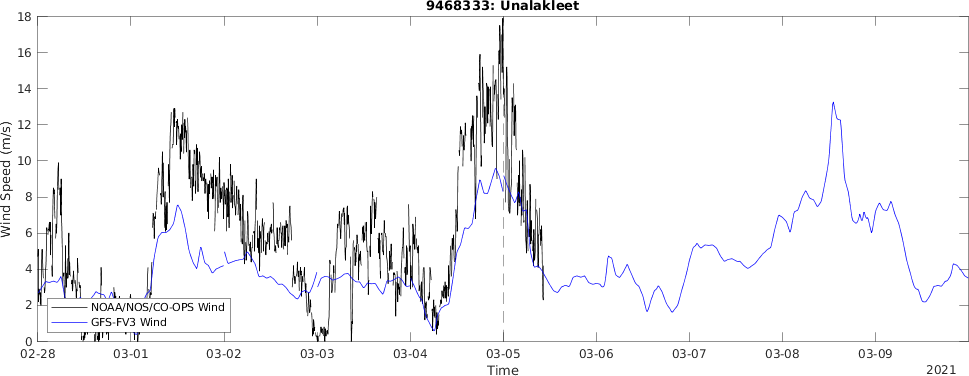 9468333: Unalakleet
Wind Speed (m/s)
18
16
14
12
10
8
6
4
2
0
NOAA/NOS/CO-OPS Wind
GFS-FV3 Wind
02-28 03-01 03-02 03-03 03-04 03-05 03-06 03-07 03-08 03-09
Time
2021